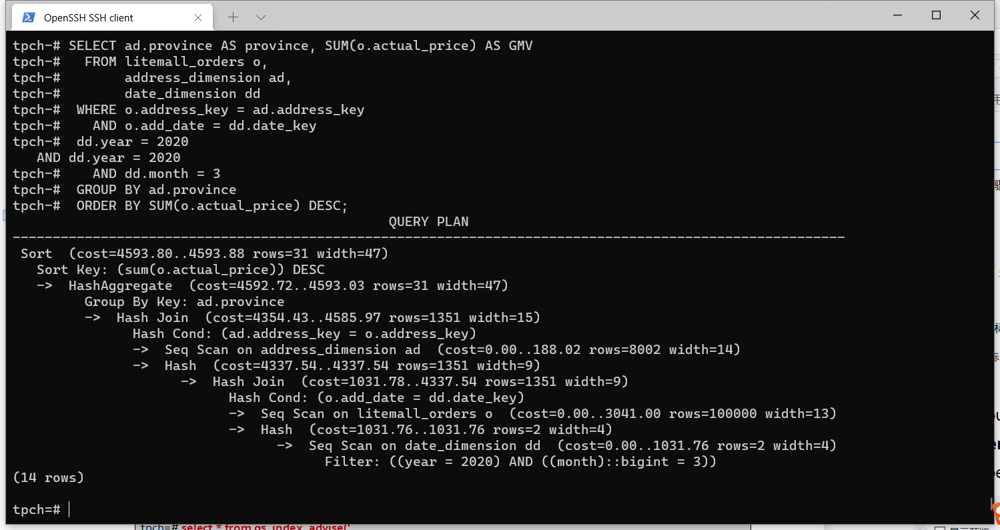 OpenSSH SSH client
tpch-# SELECT ad.province AS province, SUM(o.actual_price) AS GMV
tpch-#   FROM litemall_orders o,
tpch-#        address_dimension ad,
tpch-#        date_dimension dd
tpch-#  WHERE o.address_key = ad.address_key
tpch-#    AND o.add_date = dd.date_key
tpch-#  dd.year = 2020
   AND dd.year = 2020
tpch-#    AND dd.month = 3
tpch-#  GROUP BY ad.province
tpch-#  ORDER BY SUM(o.actual_price) DESC;
                                               QUERY PLAN
--------------------------------------------------------------------------------------------------------
 Sort  (cost=4593.80..4593.88 rows=31 width=47)
   Sort Key: (sum(o.actual_price)) DESC
   ->  HashAggregate  (cost=4592.72..4593.03 rows=31 width=47)
         Group By Key: ad.province
         ->  Hash Join  (cost=4354.43..4585.97 rows=1351 width=15)
               Hash Cond: (ad.address_key = o.address_key)
               ->  Seq Scan on address_dimension ad  (cost=0.00..188.02 rows=8002 width=14)
               ->  Hash  (cost=4337.54..4337.54 rows=1351 width=9)
                     ->  Hash Join  (cost=1031.78..4337.54 rows=1351 width=9)
                           Hash Cond: (o.add_date = dd.date_key)
                           ->  Seq Scan on litemall_orders o  (cost=0.00..3041.00 rows=100000 width=13)
                           ->  Hash  (cost=1031.76..1031.76 rows=2 width=4)
                                 ->  Seq Scan on date_dimension dd  (cost=0.00..1031.76 rows=2 width=4)
                                       Filter: ((year = 2020) AND ((month)::bigint = 3))
(14 rows)
tpch=#
tpch=# select * from gs_index_advise('